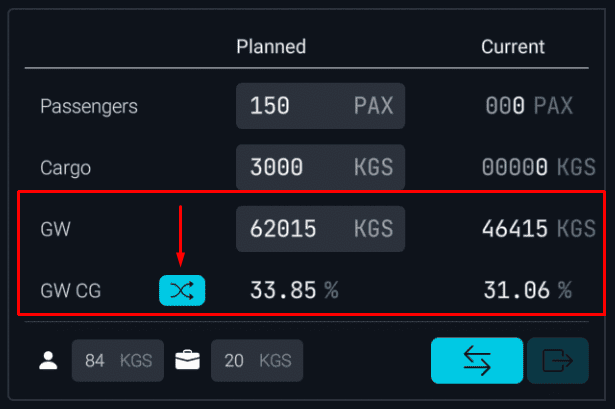 Planned Current
Passengers 150 PAX 000 PAX
Cargo 3000 KGS 00000 KGS
GW 62015 KGS 46415 KGS
GW CG 33.85 % 31.06 %
84 KGS 20 KGS